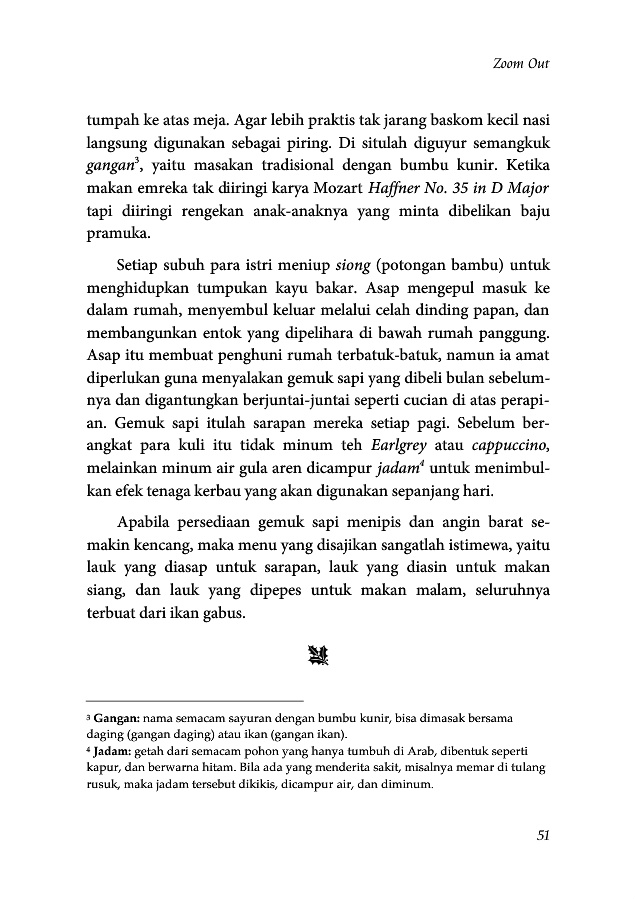 Zoom Out
tumpah ke atas meja. Agar lebih praktis tak jarang baskom kecil nasi
langsung digunakan sebagai piring. Di situlah diguyur semangkuk
gangan³, yaitu masakan tradisional dengan bumbu kunir. Ketika
makan emreka tak diiringi karya Mozart Haffner No. 35 in D Major
tapi diiringi rengekan anak-anaknya yang minta dibelikan baju
pramuka.
Setiap subuh para istri meniup siong (potongan bambu) untuk
menghidupkan tumpukan kayu bakar. Asap mengepul masuk ke
dalam rumah, menyembul keluar melalui celah dinding papan, dan
membangunkan entok yang dipelihara di bawah rumah panggung.
Asap itu membuat penghuni rumah terbatuk-batuk, namun ia amat
diperlukan guna menyalakan gemuk sapi yang dibeli bulan sebelum-
nya dan digantungkan berjuntai-juntai seperti cucian di atas perapi-
an. Gemuk sapi itulah sarapan mereka setiap pagi. Sebelum ber-
angkat para kuli itu tidak minum teh Earlgrey atau cappuccino,
melainkan minum air gula aren dicampur jadam⁴ untuk menimbul-
kan efek tenaga kerbau yang akan digunakan sepanjang hari.
Apabila persediaan gemuk sapi menipis dan angin barat se-
makin kencang, maka menu yang disajikan sangatlah istimewa, yaitu
lauk yang diasap untuk sarapan, lauk yang diasin untuk makan
siang, dan lauk yang dipepes untuk makan malam, seluruhnya
terbuat dari ikan gabus.
³ Gangan: nama semacam sayuran dengan bumbu kunir, bisa dimasak bersama
daging (gangan daging) atau ikan (gangan ikan).
⁴ Jadam: getah dari semacam pohon yang hanya tumbuh di Arab, dibentuk seperti
kapur, dan berwarna hitam. Bila ada yang menderita sakit, misalnya memar di tulang
rusuk, maka jadam tersebut dikikis, dicampur air, dan diminum.
51